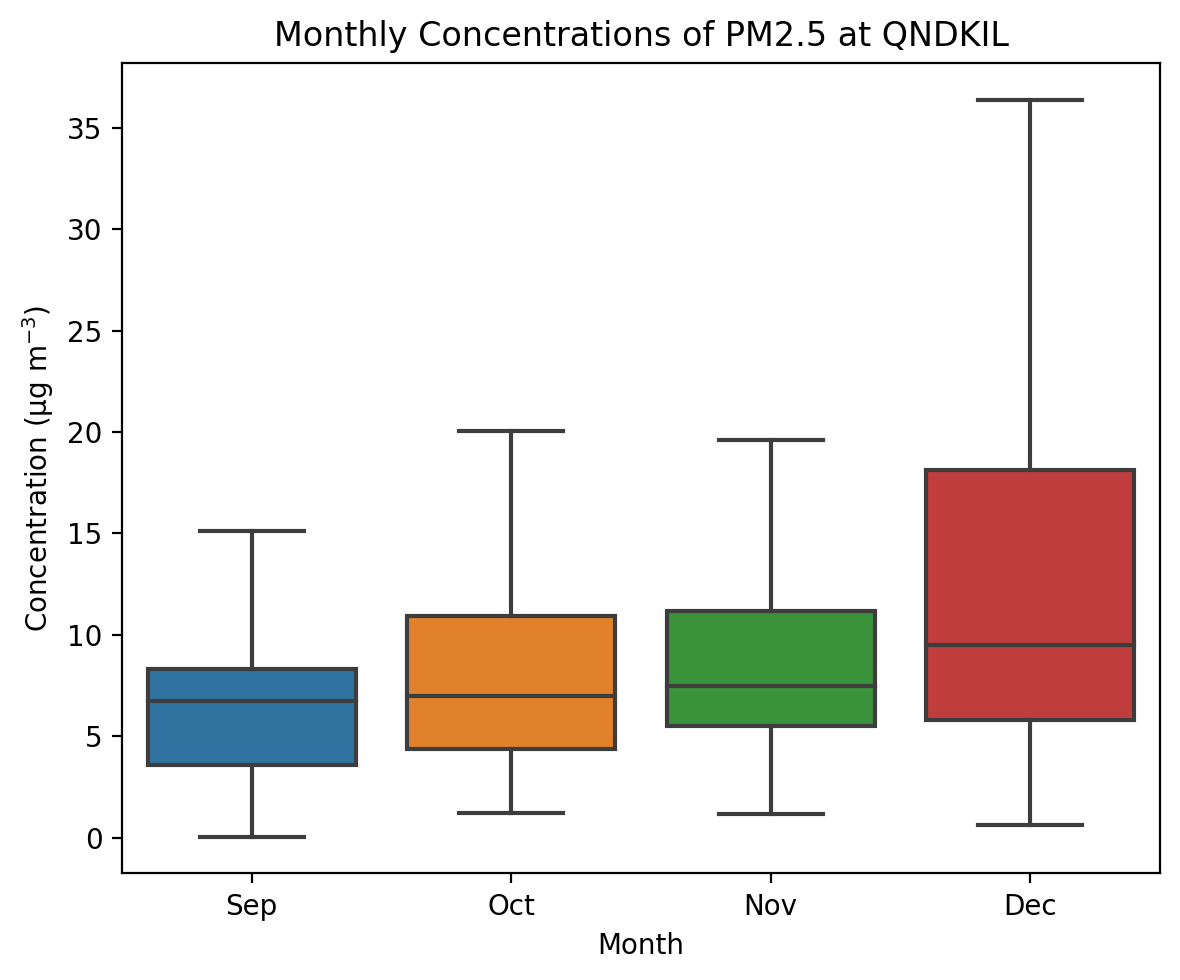 Monthly Concentrations of PM2.5 at QNDKIL
Concentration (µg m⁻³)
35
30
25
20
15
10
5
0
Sep Oct Nov Dec
Month